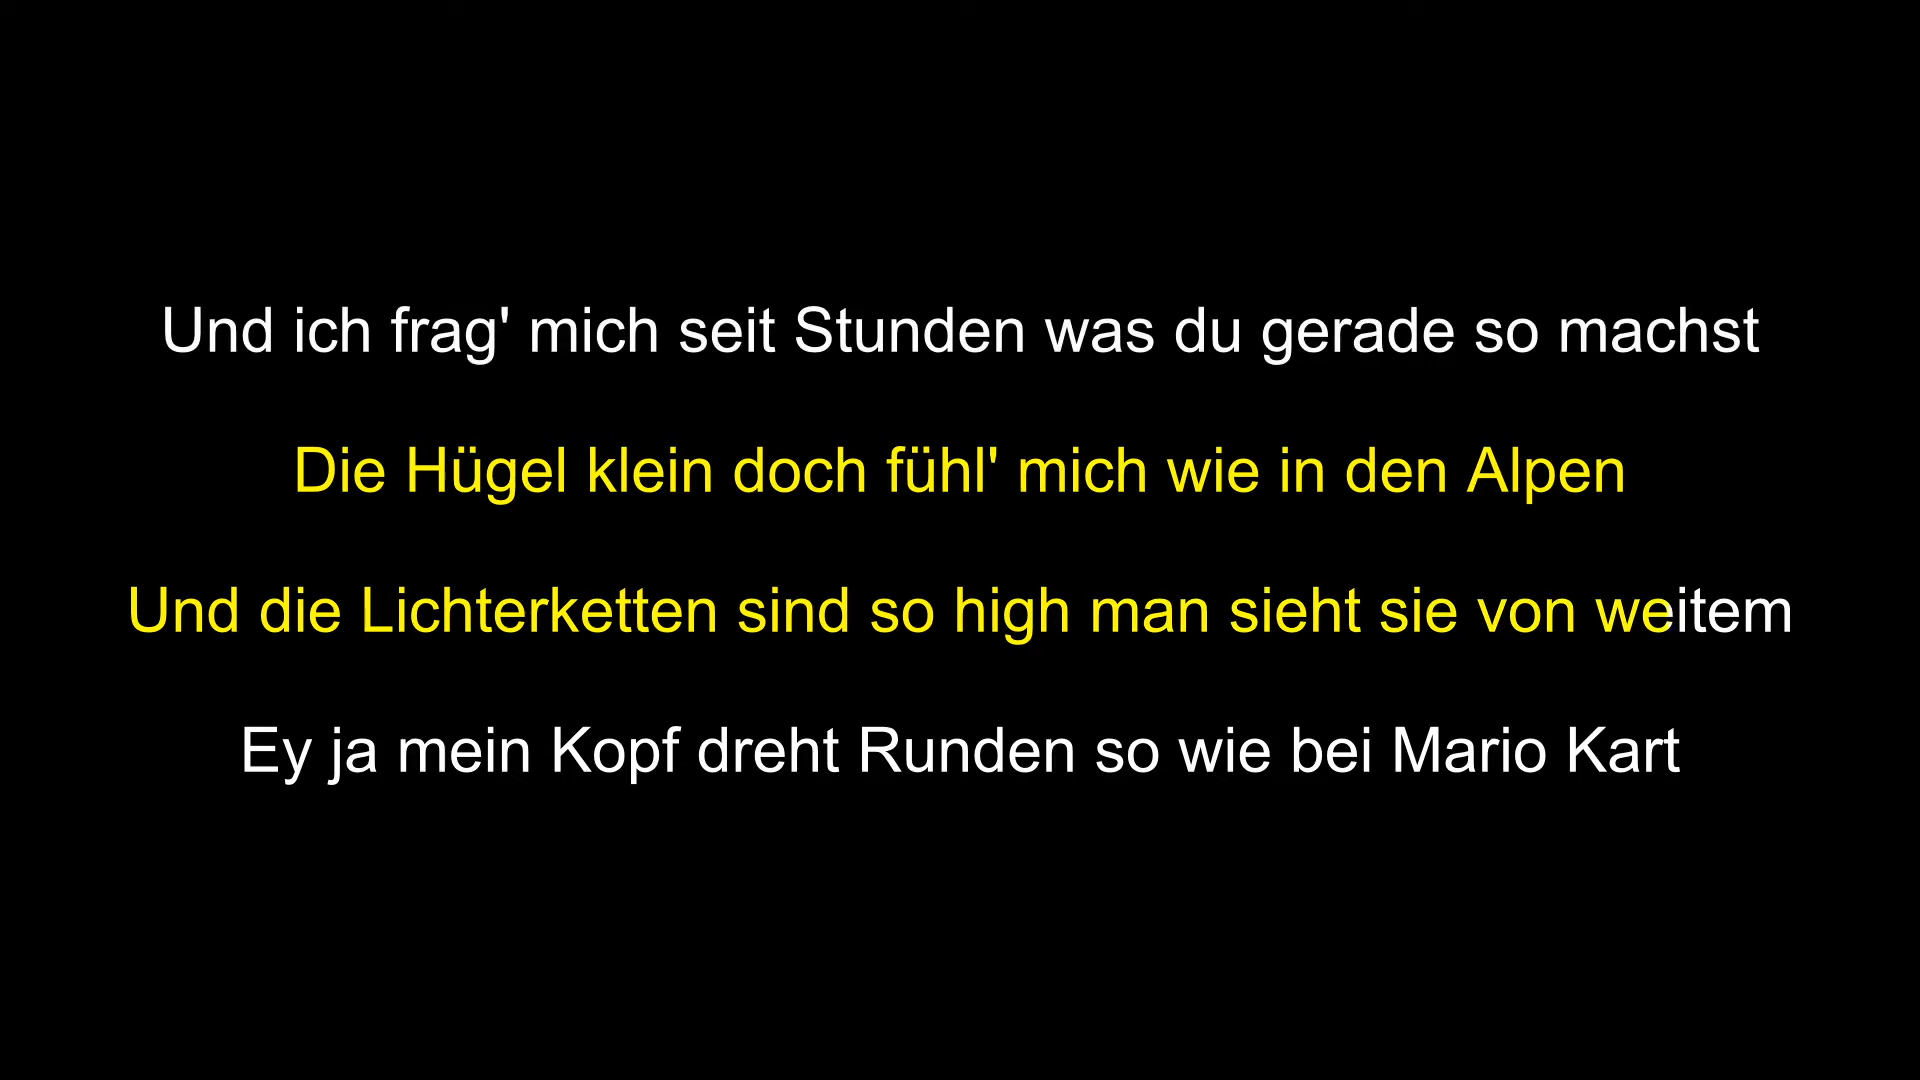 Und ich frag' mich seit Stunden was du gerade so machst
Die Hügel klein doch fühl' mich wie in den Alpen
Und die Lichterketten sind so high man sieht sie von weitem
Ey ja mein Kopf dreht Runden so wie bei Mario Kart